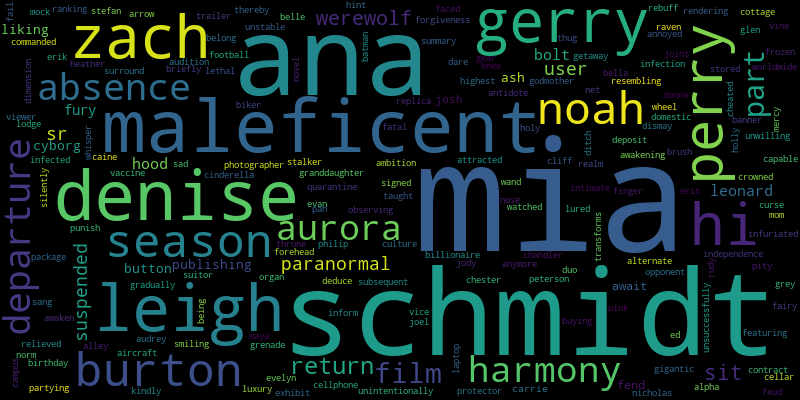 fail mock ranking stefan arrow trailer thereby belle hint forgiveness rebuff rendering cottage
liking commanded zach unstable belong ana werewolf faced gerry annoyed raven glen vine
erik heather audition football novel batman summary dare bolt getaway thug joint frozen
dimension surround briefly lethal highest godmother user infection bella stored worldwide
absence biker net ash resembling donna part
viewer fury replica josh antidote noah wheel cheated banner mercy
lodge sr maleficent fatal holy domestic deposit perry unwilling
cyborg whisper ditch dismay holly
infected caine hood sad photographer stalker ambition attracted cliff realm awakening brush capable
silently vaccine cinderella granddaughter signed wand intimate eric crowned
departure denise quarantine evan taught mia nose finger leonard curse mom
punish pan observing watched lured hi infuriated
aurora throne philip culture billionaire chandler transforms independence
season forehead paranormal jody anymore alternate pity
package suspended button publishing suitor organ deduce subsequent chester peterson duo opponent rudy grey
sang gradually leigh being inform schmidt await unsuccessfully fairy
awaken audrey smiling maya vice joel pink featuring
relieved alley aircraft grenade buying ed
norm burton return film laptop harmony gigantic sit cellar
birthday evelyn cellphone fend alpha contract
campus partying kindly luxury exhibit unintentionally protector carrie nicholas feud